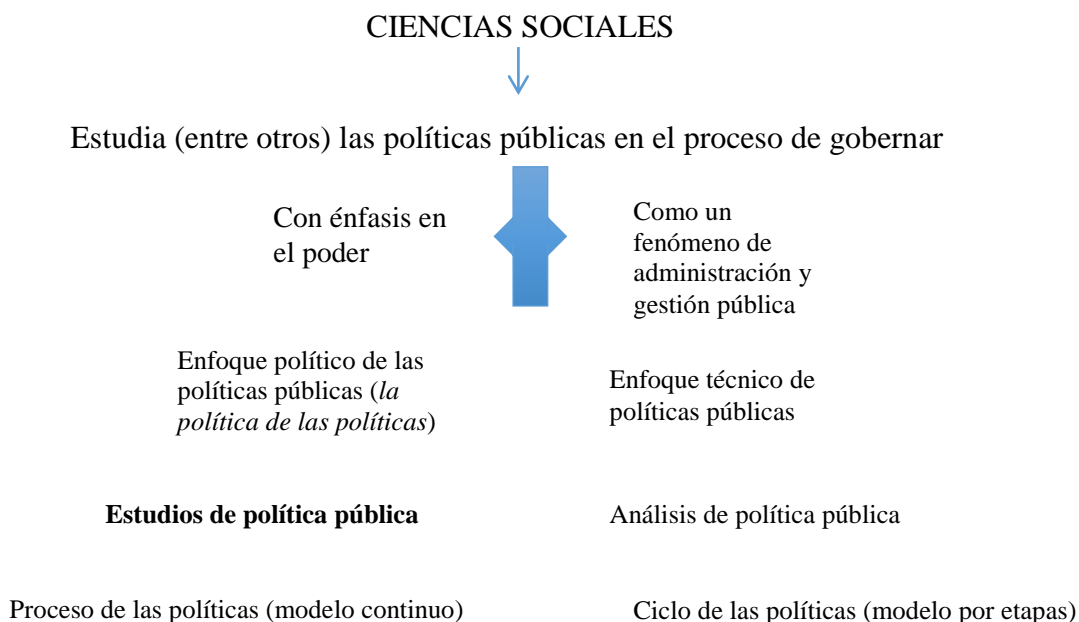 CIENCIAS SOCIALES
Estudia (entre otros) las políticas públicas en el proceso de gobernar
Con énfasis en
el poder
Como un
fenómeno de
administración y
gestión pública
Enfoque político de las
políticas públicas (la
política de las políticas)
Enfoque técnico de
políticas públicas
Estudios de política pública
Análisis de política pública
Proceso de las políticas (modelo continuo)
Ciclo de las políticas (modelo por etapas)